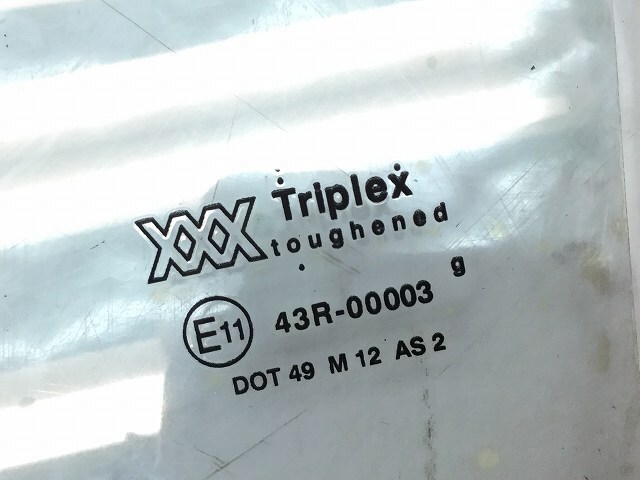 XXX Triplex
toughened
g
E11 43R-00003
DOT 49 M 12 AS 2